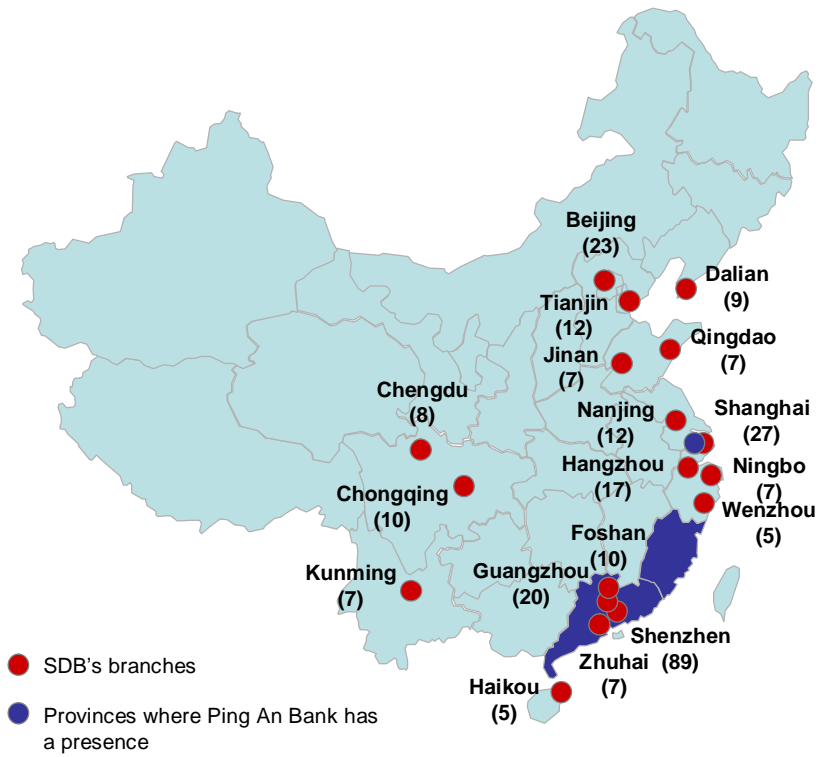 Beijing
(23)
Dalian
(9)
Tianjin
(12)
Qingdao
(7)
Jinan
(7)
Chengdu
(8)
Nanjing
(12)
Shanghai
(27)
Hangzhou
(17)
Ningbo
(7)
Chongqing
(10)
Wenzhou
(5)
Foshan
(10)
Kunming
(7)
Guangzhou
(20)
Shenzhen
(89)
Zhuhai
(7)
Haikou
(5)
SDB's branches
Provinces where Ping An Bank has
a presence